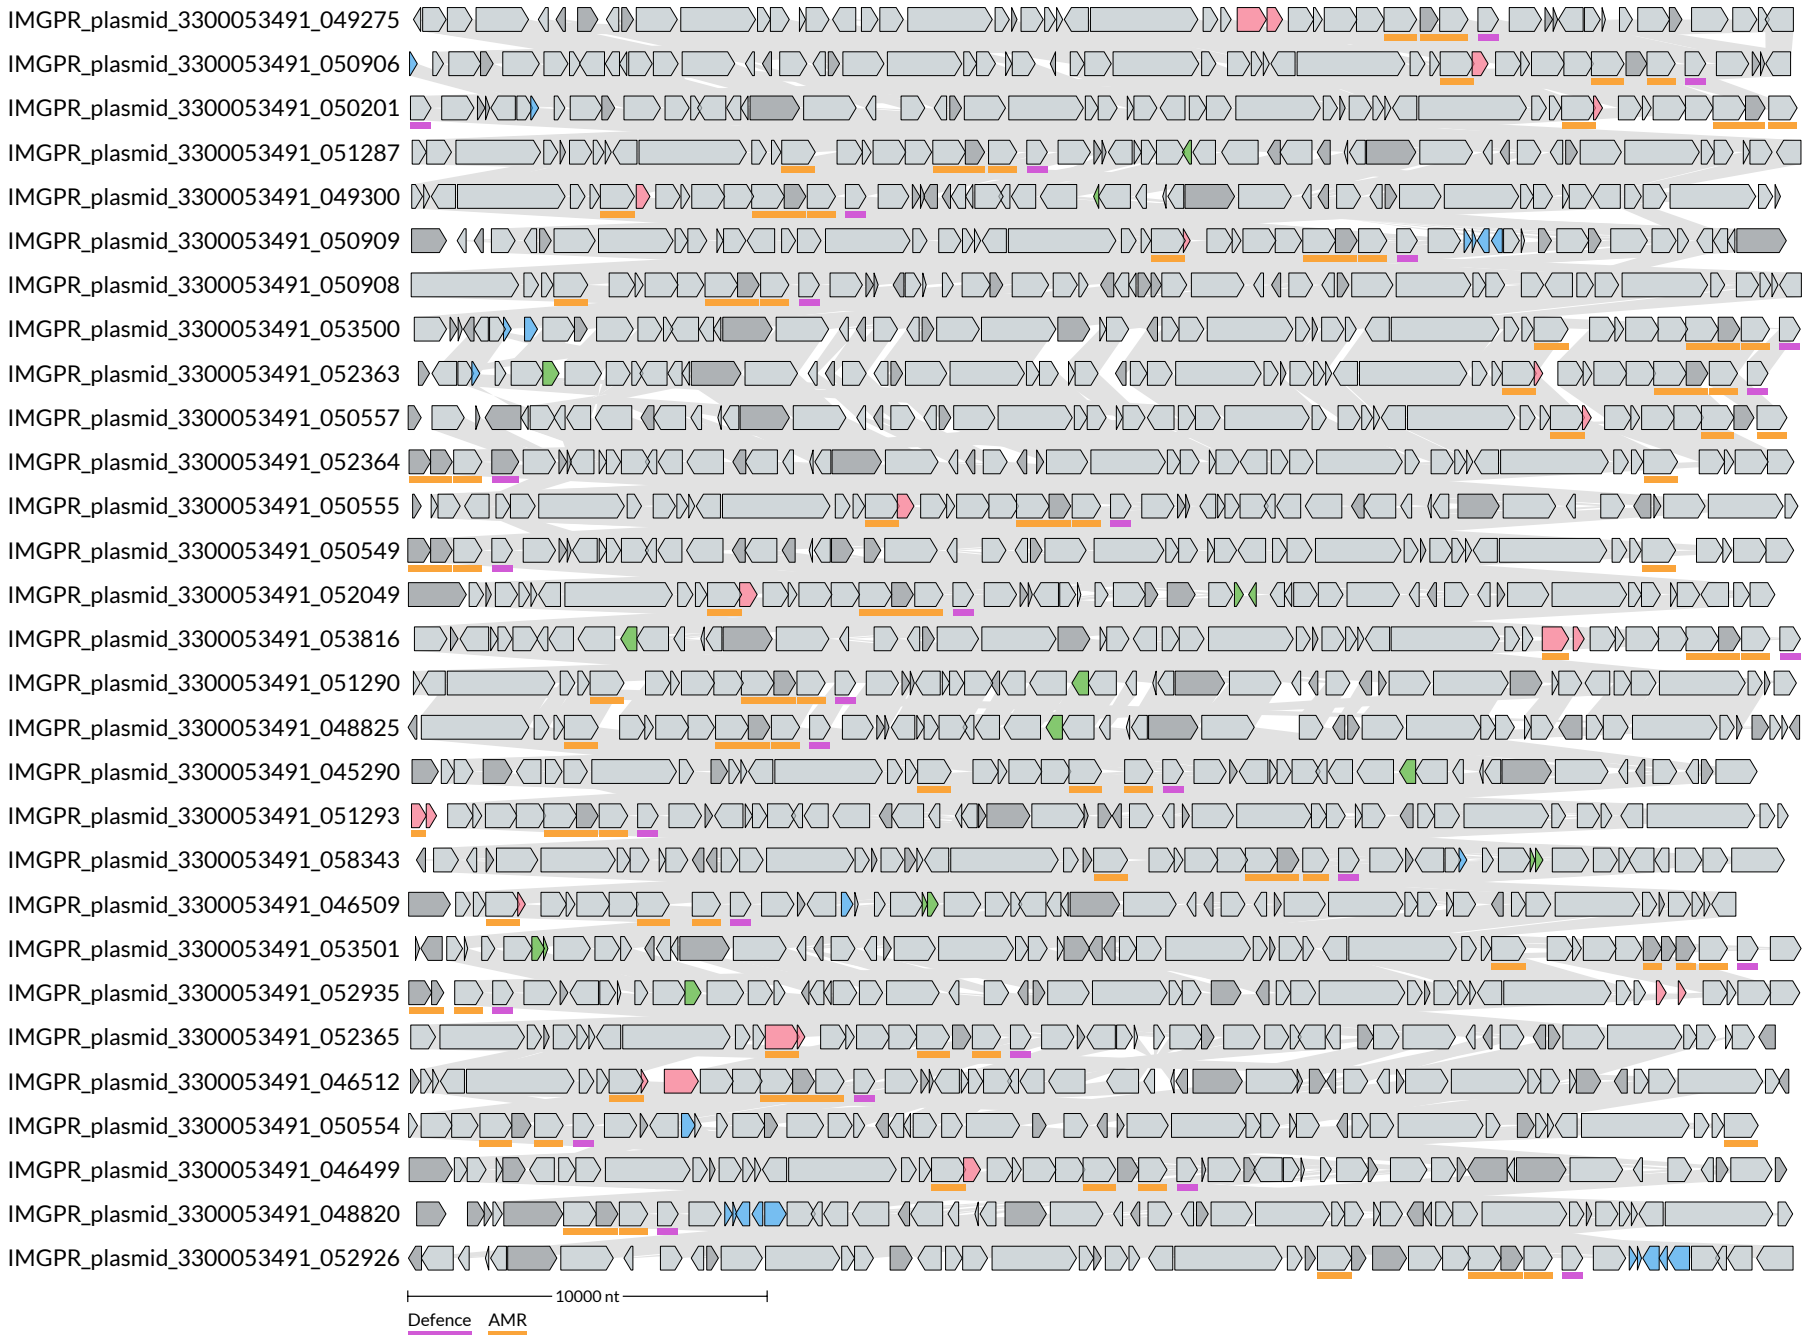 IMGPR_plasmid_3300053491_049275
IMGPR_plasmid_3300053491_050906
IMGPR_plasmid_3300053491_050201
IMGPR_plasmid_3300053491_051287
IMGPR_plasmid_3300053491_049300
IMGPR_plasmid_3300053491_050909
IMGPR_plasmid_3300053491_050908
IMGPR_plasmid_3300053491_053500
IMGPR_plasmid_3300053491_052363
IMGPR_plasmid_3300053491_050557
IMGPR_plasmid_3300053491_052364
IMGPR_plasmid_3300053491_050555
IMGPR_plasmid_3300053491_050549
IMGPR_plasmid_3300053491_052049
IMGPR_plasmid_3300053491_053816
IMGPR_plasmid_3300053491_051290
IMGPR_plasmid_3300053491_048825
IMGPR_plasmid_3300053491_045290
IMGPR_plasmid_3300053491_051293
IMGPR_plasmid_3300053491_058343
IMGPR_plasmid_3300053491_046509
IMGPR_plasmid_3300053491_053501
IMGPR_plasmid_3300053491_052935
IMGPR_plasmid_3300053491_052365
IMGPR_plasmid_3300053491_046512
IMGPR_plasmid_3300053491_050554
IMGPR_plasmid_3300053491_046499
IMGPR_plasmid_3300053491_048820
IMGPR_plasmid_3300053491_052926
10000 nt
Defence AMR